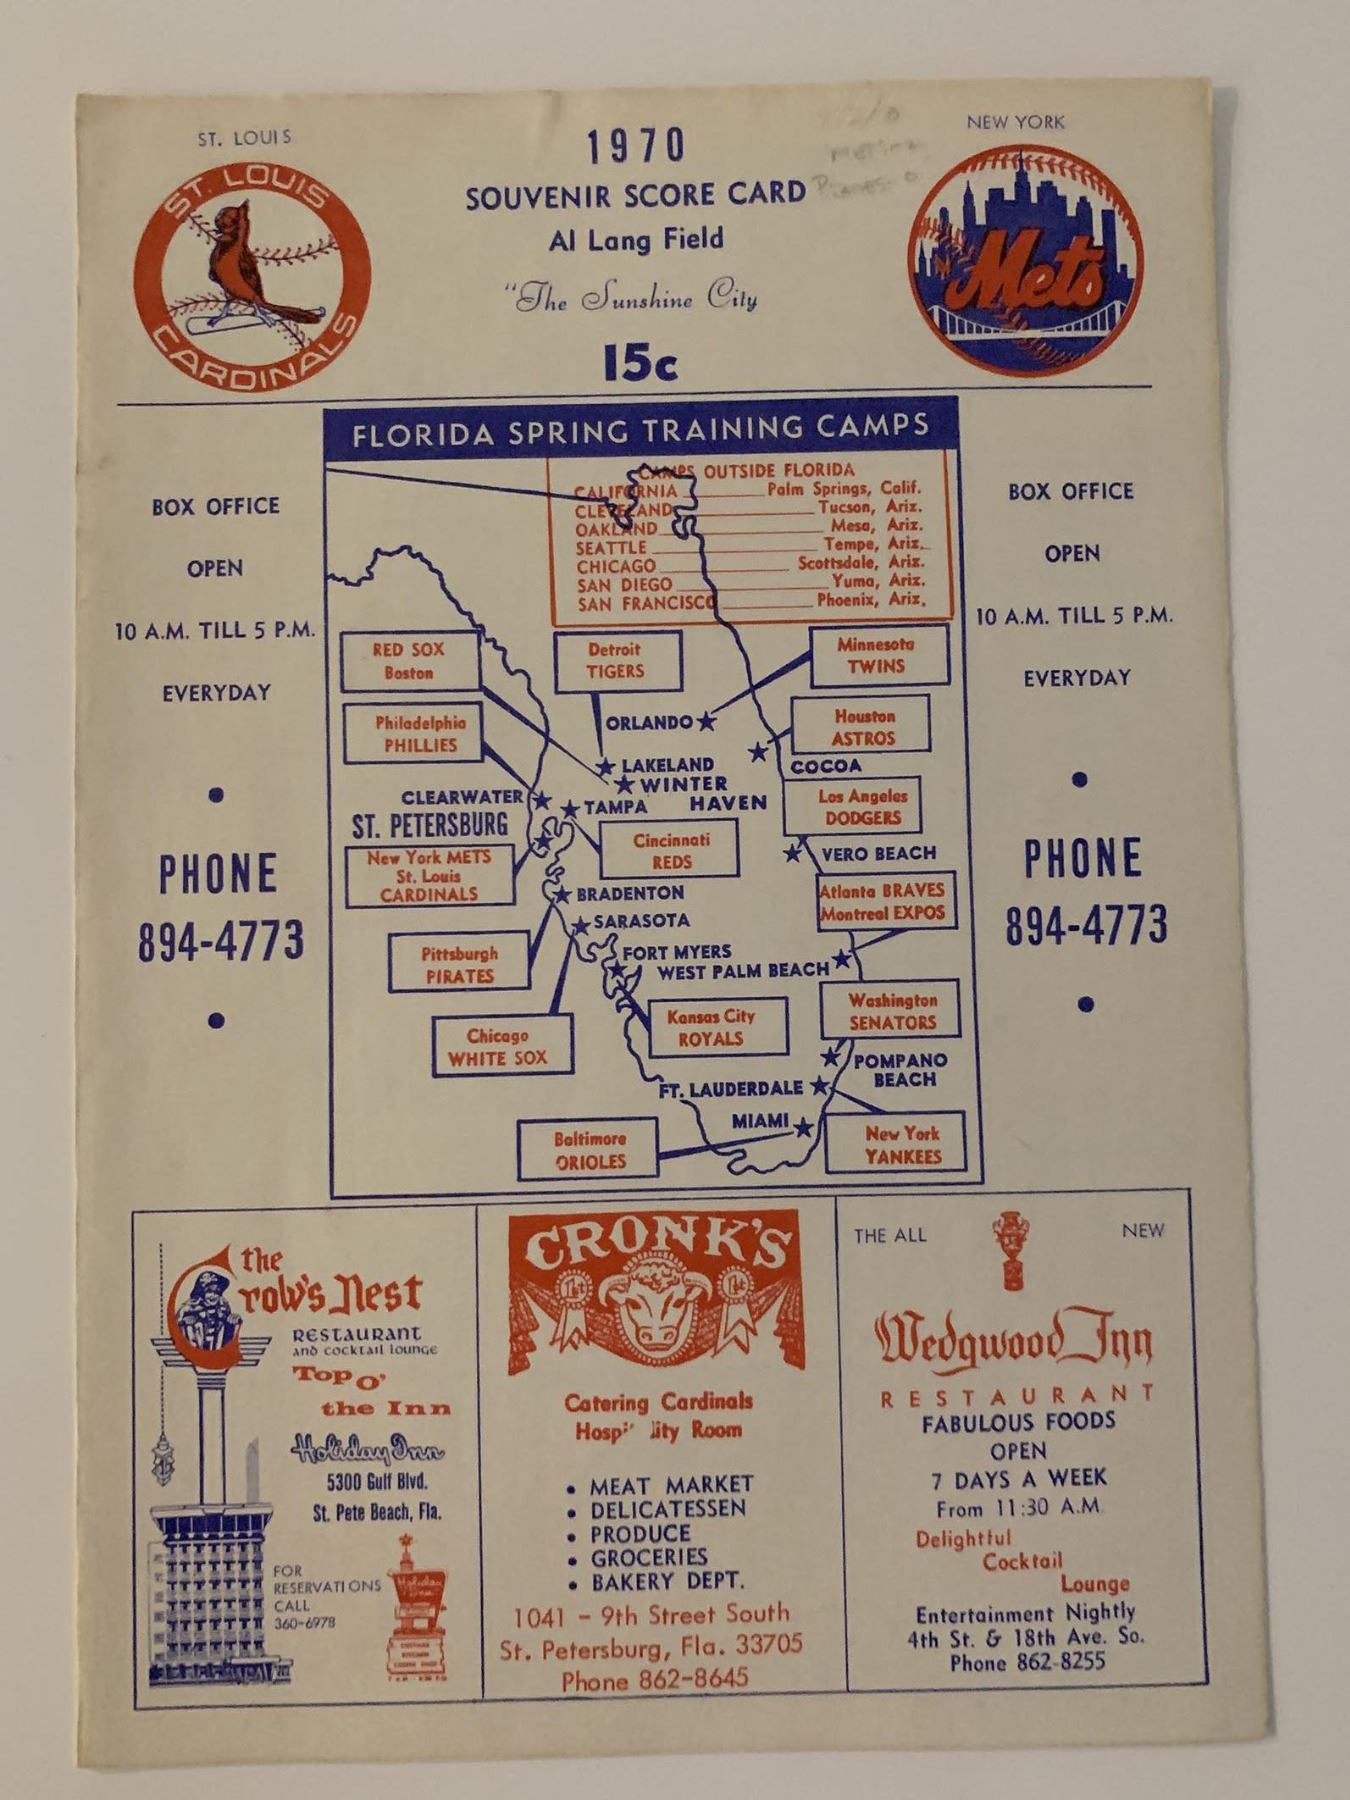 ST. LOUIS
1970
NEW YORK
ST. LOUIS
CARDINALS
SOUVENIR SCORE CARD
Al Lang Field
"The Sunshine City
15c
NY
Mets
FLORIDA SPRING TRAINING CAMPS
CAMPS OUTSIDE FLORIDA
CALIFORNIA Palm Springs, Calif.
CLEVELAND Tucson, Ariz.
OAKLAND Mesa, Ariz.
SEATTLE Tempe, Ariz.
CHICAGO Scottsdale, Ariz.
SAN DIEGO Yuma, Ariz.
SAN FRANCISCO Phoenix, Ariz.
BOX OFFICE
OPEN
10 A.M. TILL 5 P.M.
EVERYDAY
PHONE
894-4773
BOX OFFICE
OPEN
10 A.M. TILL 5 P.M.
EVERYDAY
PHONE
894-4773
RED SOX
Boston
Detroit
TIGERS
Minnesota
TWINS
Philadelphia
PHILLIES
ORLANDO
Houston
ASTROS
LAKELAND
COCOA
WINTER
HAVEN
CLEARWATER
TAMPA
Los Angeles
DODGERS
ST. PETERSBURG
New York METS
St. Louis
CARDINALS
Cincinnati
REDS
VERO BEACH
BRADENTON
Atlanta BRAVES
Montreal EXPOS
SARASOTA
Pittsburgh
PIRATES
FORT MYERS
WEST PALM BEACH
Chicago
WHITE SOX
Kansas City
ROYALS
Washington
SENATORS
POMPANO
BEACH
FT. LAUDERDALE
MIAMI
Baltimore
ORIOLES
New York
YANKEES
the
Crow's Nest
RESTAURANT
and cocktail lounge
Top O'
the Inn
Holiday Inn
5300 Gulf Blvd.
St. Pete Beach, Fla.
FOR
RESERVATIONS
CALL
360-6978
Holiday Inn
CRONK'S
1st 1st
Catering Cardinals
Hosp lity Room
• MEAT MARKET
• DELICATESSEN
• PRODUCE
• GROCERIES
• BAKERY DEPT.
1041 - 9th Street South
St. Petersburg, Fla. 33705
Phone 862-8645
THE ALL NEW
Wedgwood Inn
RESTAURANT
FABULOUS FOODS
OPEN
7 DAYS A WEEK
From 11:30 A.M.
Delightful
Cocktail
Lounge
Entertainment Nightly
4th St. & 18th Ave. So.
Phone 862-8255